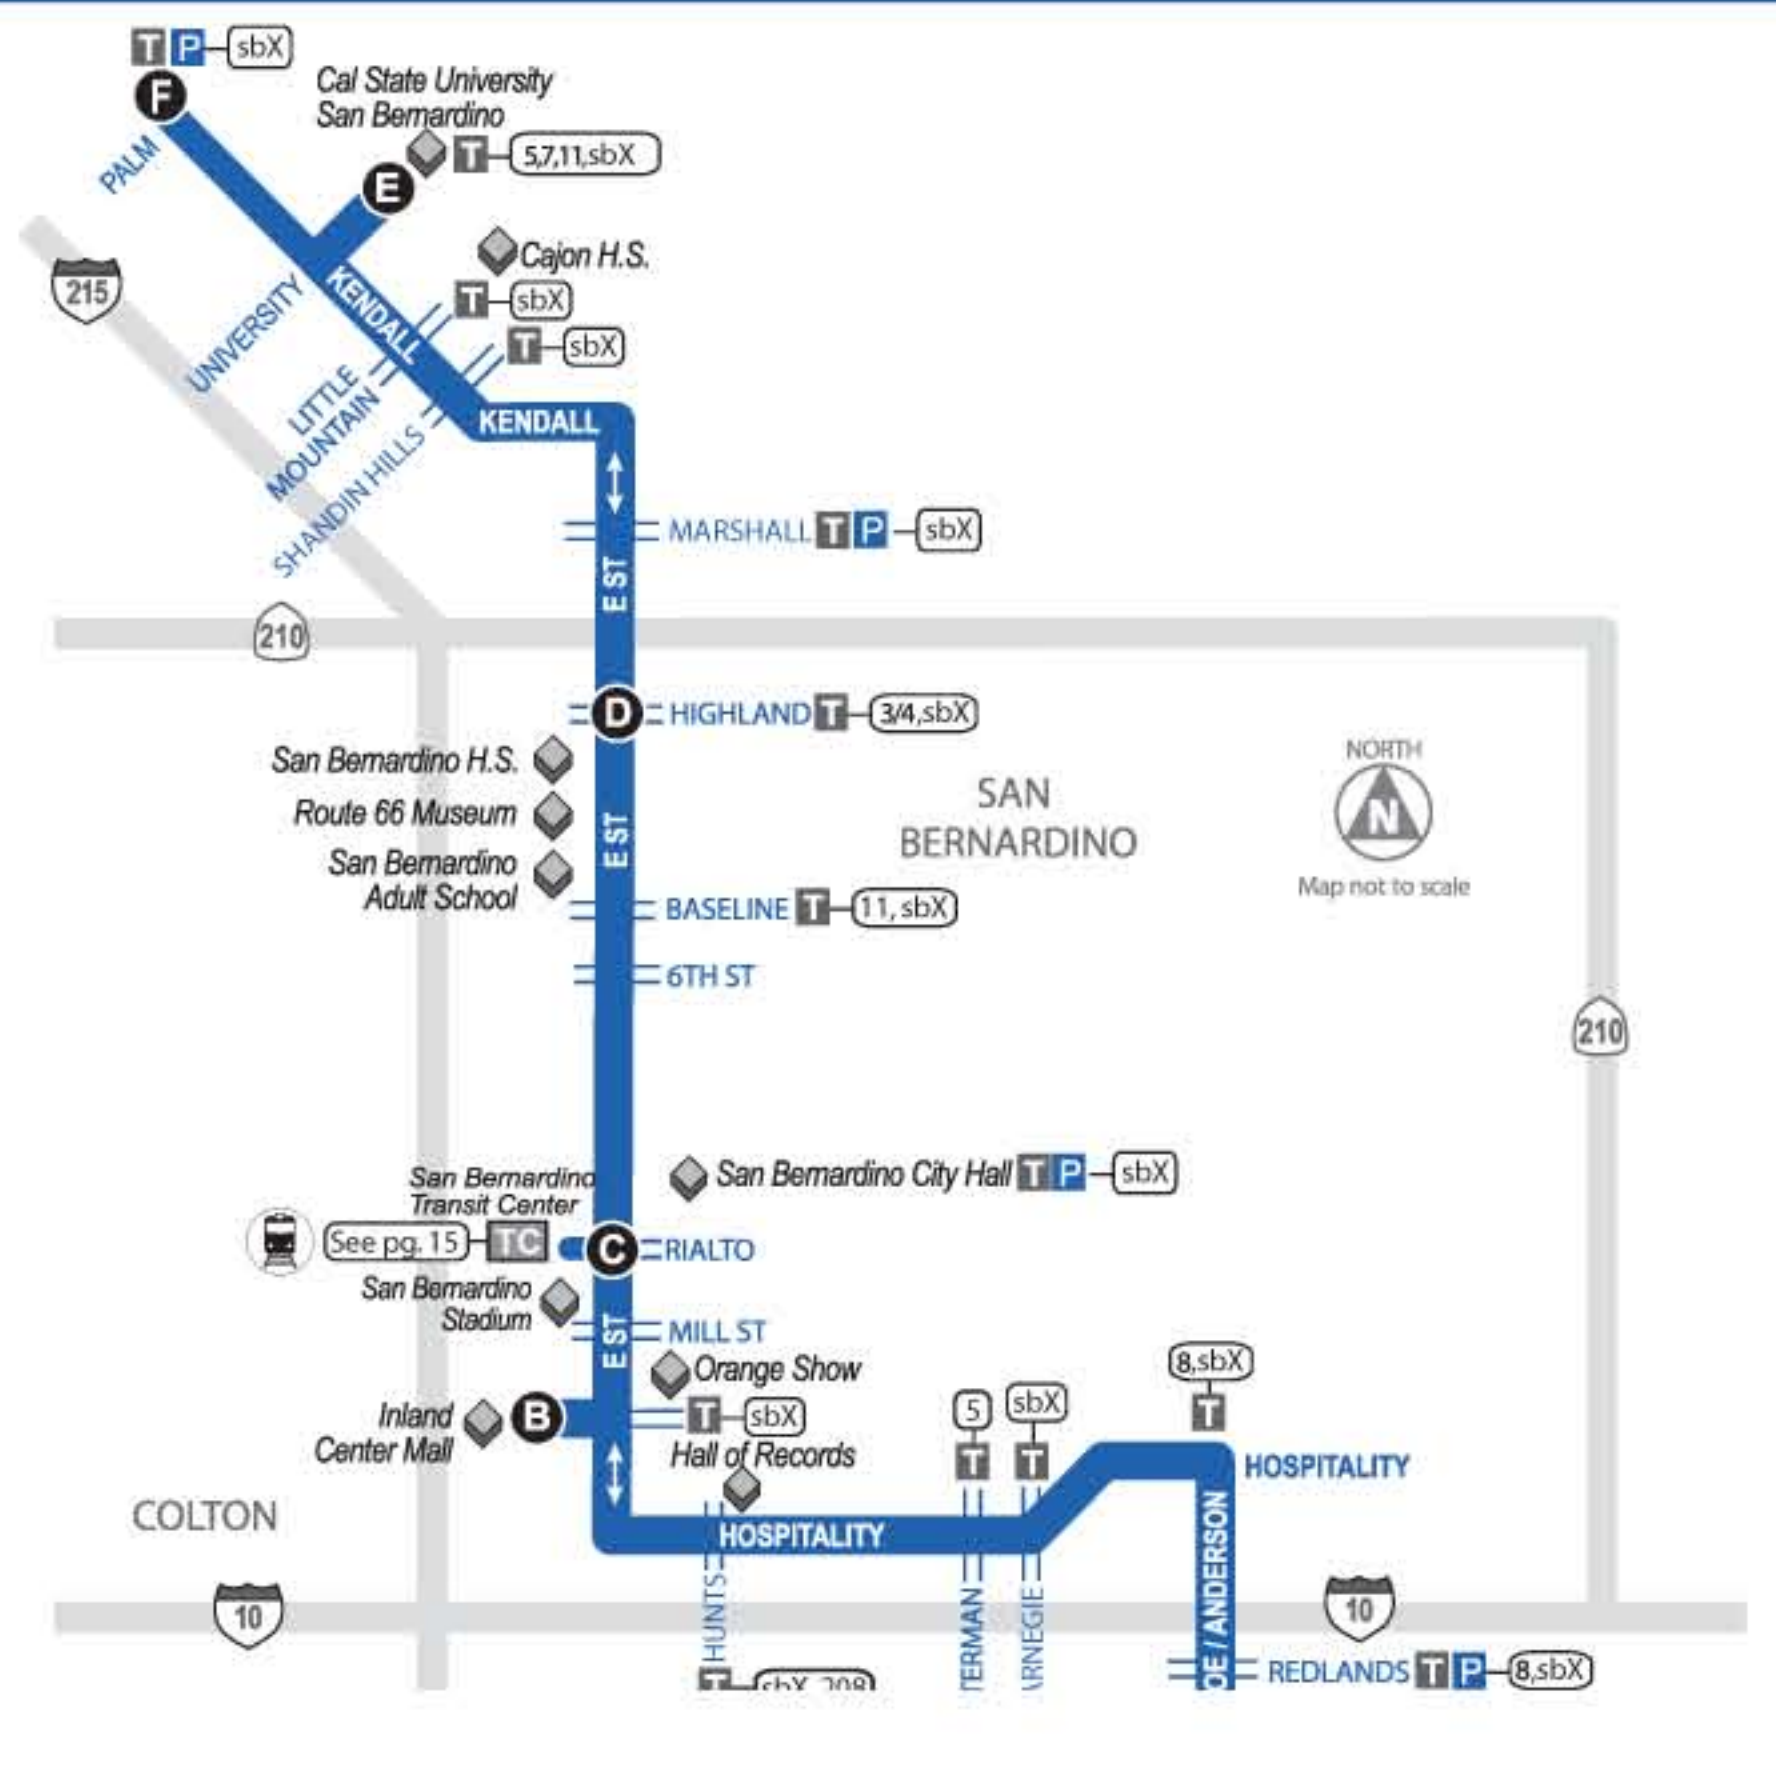 T P sbX
F
Cal State University
San Bernardino
T 5,7,11,sbX
PALM
E
Cajon H.S.
215
T sbX
KENDALL
UNIVERSITY
T sbX
LITTLE
MOUNTAIN
SHANDIN HILLS
KENDALL
MARSHALL T P sbX
E ST
210
D HIGHLAND T 3/4,sbX
San Bernardino H.S.
Route 66 Museum
San Bernardino
Adult School
E ST
SAN
BERNARDINO
NORTH
N
Map not to scale
BASELINE T 11, sbX
6TH ST
210
San Bernardino City Hall T P sbX
San Bernardino
Transit Center
See pg. 15 TC C RIALTO
San Bernardino
Stadium
E ST
MILL ST
Orange Show
8,sbX
T
Inland
Center Mall
B
T sbX
5
T
sbX
T
Hall of Records
HOSPITALITY
COLTON
HOSPITALITY
HUNTS
10
10
T
REDLANDS T P 8,sbX
/ ANDERSON